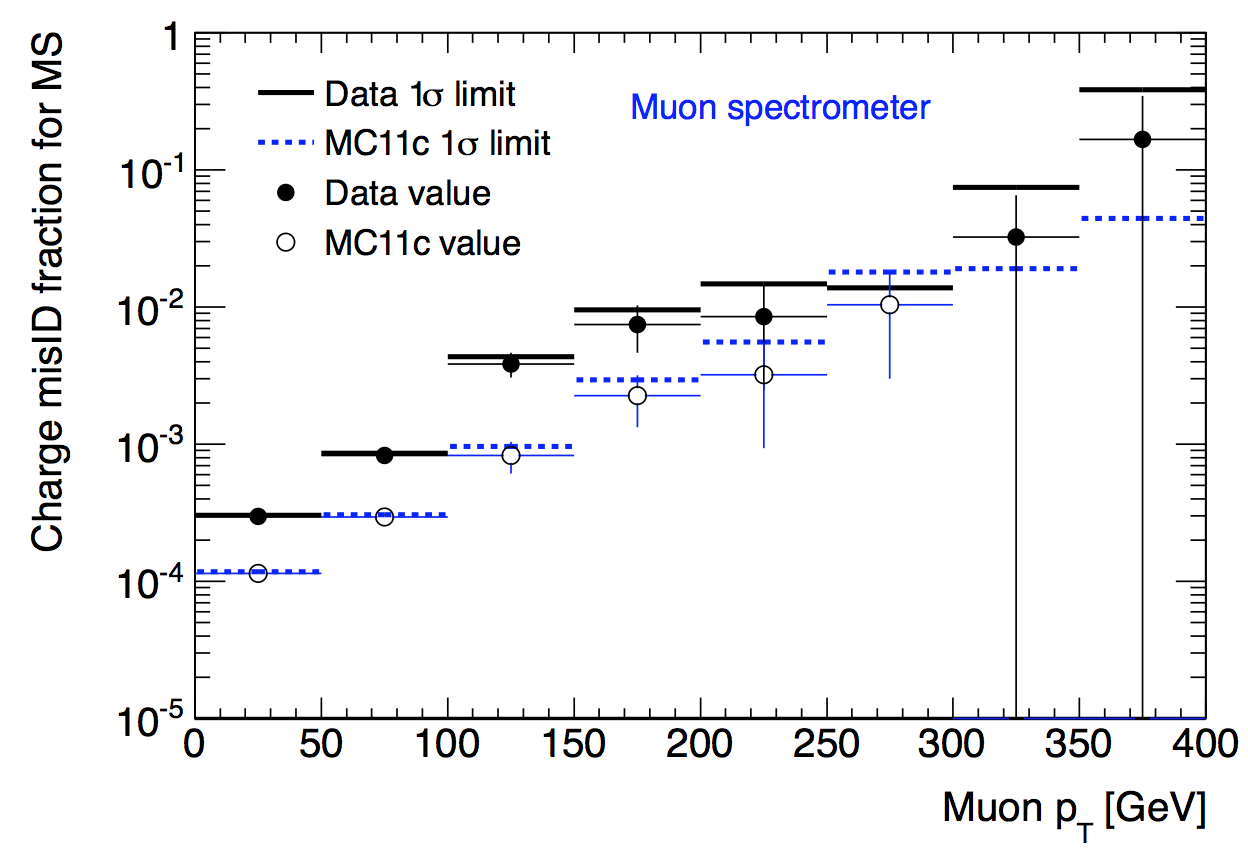 Charge misID fraction for MS
1
10⁻¹
10⁻²
10⁻³
10⁻⁴
10⁻⁵
Data 1σ limit
MC11c 1σ limit
Data value
MC11c value
Muon spectrometer
0 50 100 150 200 250 300 350 400
Muon p_T [GeV]